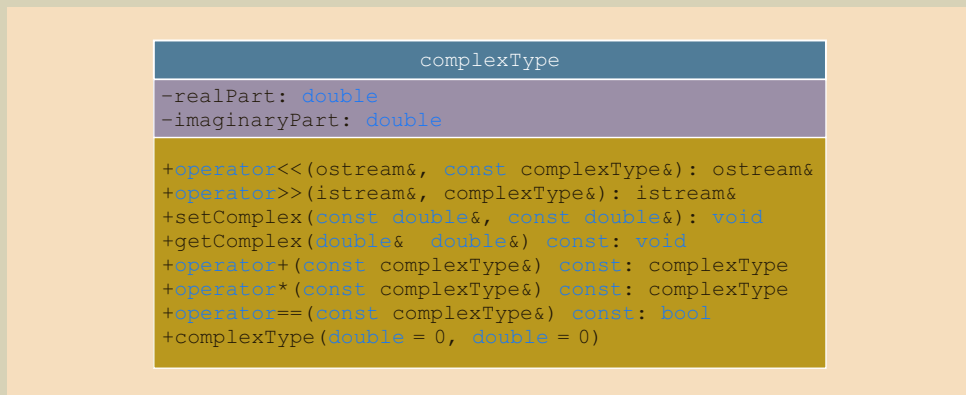 complexType
-realPart: double
-imaginaryPart: double
+operator<<(ostream&, const complexType&): ostream&
+operator>>(istream&, complexType&): istream&
+setComplex(const double&, const double&): void
+getComplex(double&  double&) const: void
+operator+(const complexType&) const: complexType
+operator*(const complexType&) const: complexType
+operator==(const complexType&) const: bool
+complexType(double = 0, double = 0)